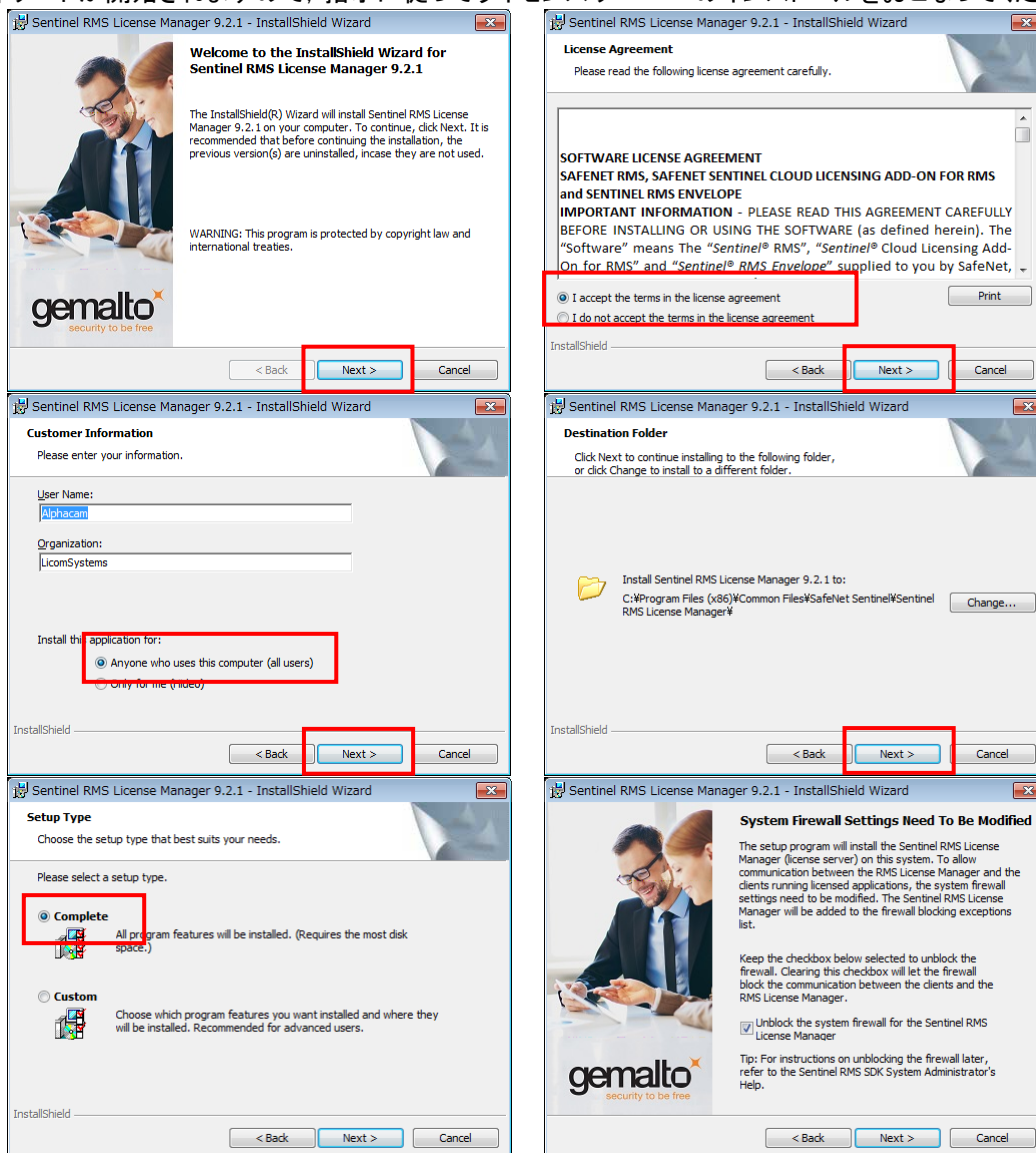 Sentinel RMS License Manager 9.2.1 - InstallShield Wizard
Welcome to the InstallShield Wizard for
Sentinel RMS License Manager 9.2.1
The InstallShield(R) Wizard will install Sentinel RMS License
Manager 9.2.1 on your computer. To continue, click Next. It is
recommended that before continuing the installation, the
previous version(s) are uninstalled, incase they are not used.
WARNING: This program is protected by copyright law and
international treaties.
gemalto
security to be free
< Back
Next >
Cancel
Sentinel RMS License Manager 9.2.1 - InstallShield Wizard
License Agreement
Please read the following license agreement carefully.
SOFTWARE LICENSE AGREEMENT
SAFENET RMS, SAFENET SENTINEL CLOUD LICENSING ADD-ON FOR RMS
and SENTINEL RMS ENVELOPE
IMPORTANT INFORMATION - PLEASE READ THIS AGREEMENT CAREFULLY
BEFORE INSTALLING OR USING THE SOFTWARE (as defined herein). The
"Software" means The "Sentinel® RMS", "Sentinel® Cloud Licensing Add-
On for RMS" and "Sentinel® RMS Envelope" supplied to you by SafeNet,
I accept the terms in the license agreement
Print
I do not accept the terms in the license agreement
InstallShield
< Back
Next >
Cancel
Sentinel RMS License Manager 9.2.1 - InstallShield Wizard
Customer Information
Please enter your information.
User Name:
Alphacam
Organization:
LicomSystems
Install this application for:
Anyone who uses this computer (all users)
Only for me (Hideo)
InstallShield
< Back
Next >
Cancel
Sentinel RMS License Manager 9.2.1 - InstallShield Wizard
Destination Folder
Click Next to continue installing to the following folder,
or click Change to install to a different folder.
Install Sentinel RMS License Manager 9.2.1 to:
C:¥Program Files (x86)¥Common Files¥SafeNet Sentinel¥Sentinel
RMS License Manager¥
Change...
InstallShield
< Back
Next >
Cancel
Sentinel RMS License Manager 9.2.1 - InstallShield Wizard
Setup Type
Choose the setup type that best suits your needs.
Please select a setup type.
Complete
All program features will be installed. (Requires the most disk
space.)
Custom
Choose which program features you want installed and where they
will be installed. Recommended for advanced users.
InstallShield
< Back
Next >
Cancel
Sentinel RMS License Manager 9.2.1 - InstallShield Wizard
System Firewall Settings Need To Be Modified
The setup program will install the Sentinel RMS License
Manager (license server) on this system. To allow
communication between the RMS License Manager and the
clients running licensed applications, the system firewall
settings need to be modified. The Sentinel RMS License
Manager will be added to the firewall blocking exceptions
list.
Keep the checkbox below selected to unblock the
firewall. Clearing this checkbox will let the firewall
block the communication between the clients and the
RMS License Manager.
Unblock the system firewall for the Sentinel RMS
License Manager
Tip: For instructions on unblocking the firewall later,
refer to the Sentinel RMS SDK System Administrator's
Help.
gemalto
security to be free
< Back
Next >
Cancel